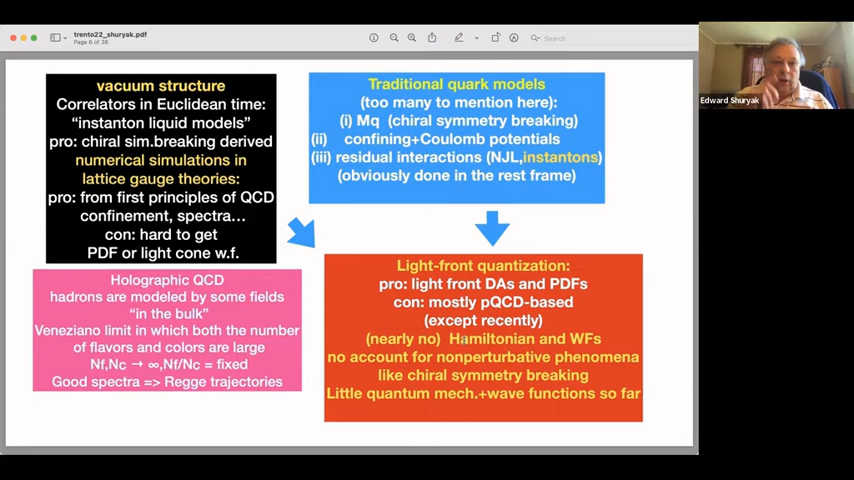 trento22_shuryak.pdf
Page 6 of 38
Search
vacuum structure
Correlators in Euclidean time:
“instanton liquid models”
pro: chiral sim.breaking derived
numerical simulations in
lattice gauge theories:
pro: from first principles of QCD
confinement, spectra...
con: hard to get
PDF or light cone w.f.
Traditional quark models
(too many to mention here):
(i) Mq (chiral symmetry breaking)
(ii) confining+Coulomb potentials
(iii) residual interactions (NJL,instantons)
(obviously done in the rest frame)
Holographic QCD
hadrons are modeled by some fields
“in the bulk”
Veneziano limit in which both the number
of flavors and colors are large
Nf,Nc → ∞,Nf/Nc = fixed
Good spectra => Regge trajectories
Light-front quantization:
pro: light front DAs and PDFs
con: mostly pQCD-based
(except recently)
(nearly no) Hamiltonian and WFs
no account for nonperturbative phenomena
like chiral symmetry breaking
Little quantum mech.+wave functions so far
Edward Shuryak